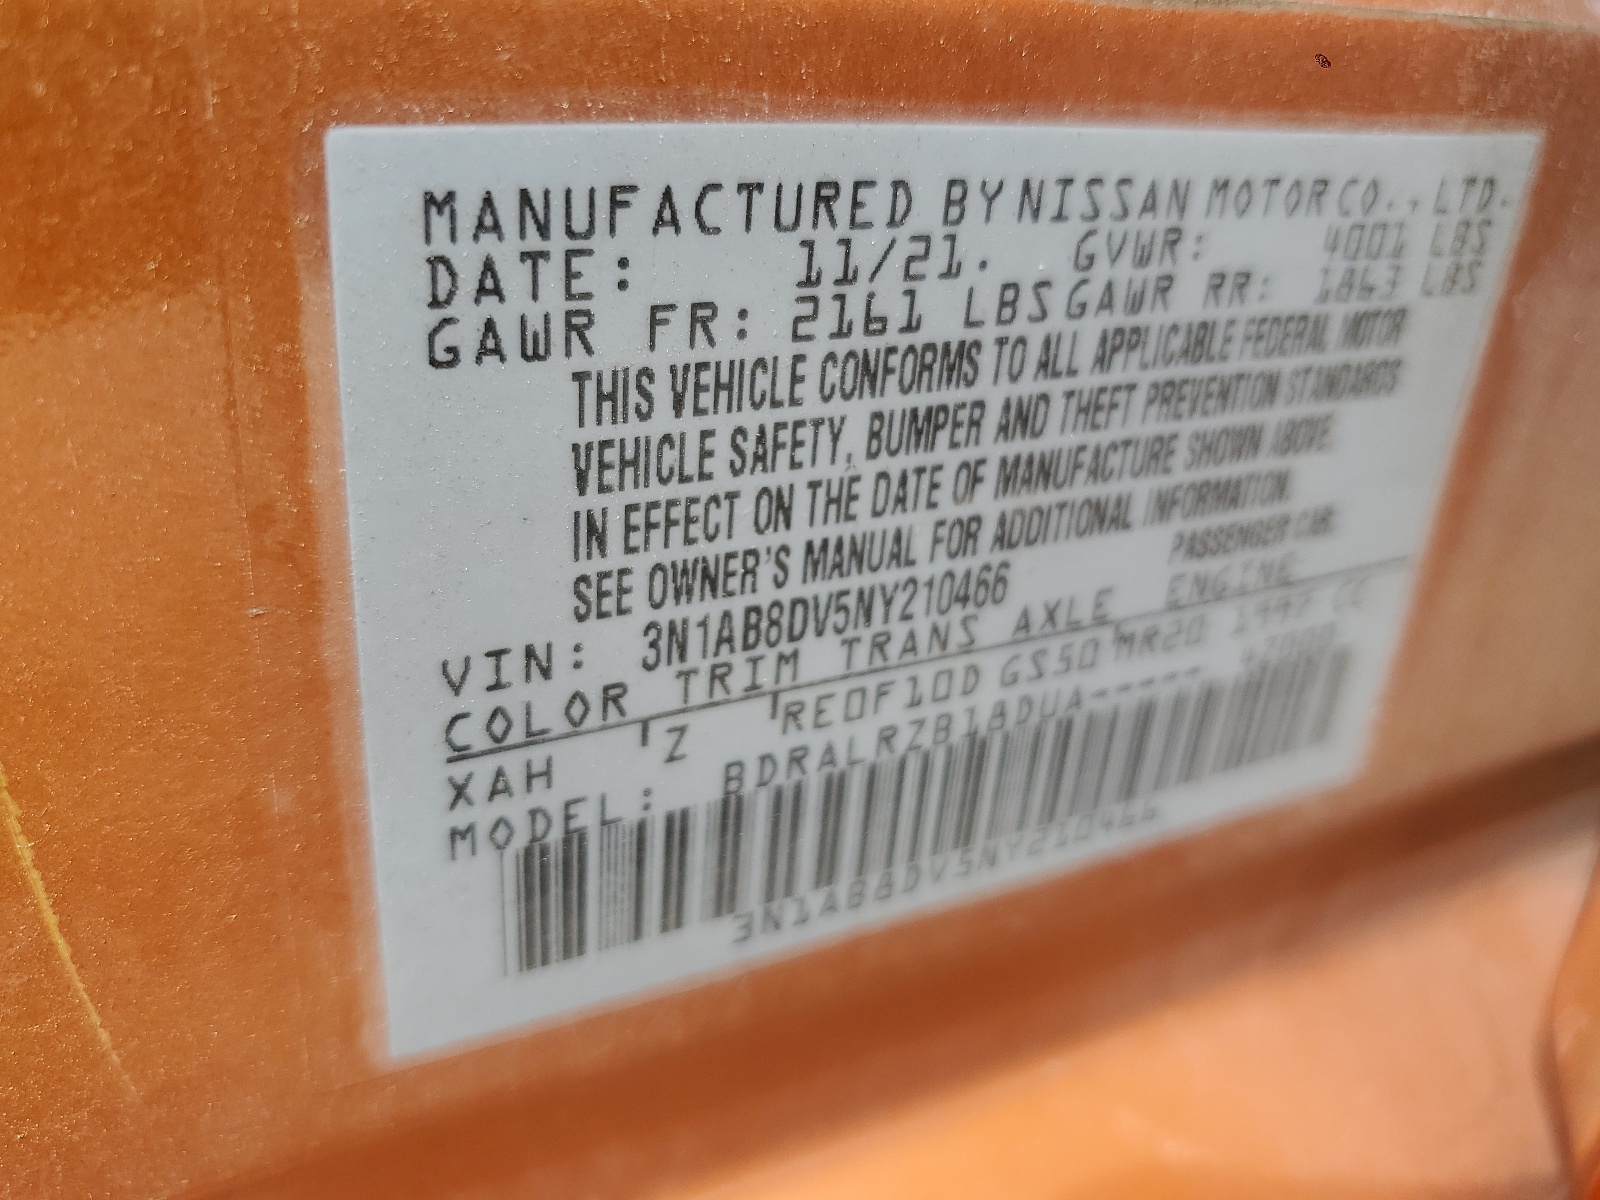 MANUFACTURED BY NISSAN MOTOR CO., LTD.
DATE: 11/21. GVWR: 4001 LBS
GAWR FR: 2161 LBS GAWR RR: 1863 LBS
THIS VEHICLE CONFORMS TO ALL APPLICABLE FEDERAL MOTOR
VEHICLE SAFETY, BUMPER AND THEFT PREVENTION STANDARDS
IN EFFECT ON THE DATE OF MANUFACTURE SHOWN ABOVE.
SEE OWNER'S MANUAL FOR ADDITIONAL INFORMATION.
VIN: 3N1AB8DV5NY210466 PASSENGER CAR
COLOR TRIM TRANS AXLE ENGINE
XAH Z RE0F10D GS50 MR20 1997 CC
MODEL: BDRALRZB18DUA-----
3N1AB8DV5NY210466